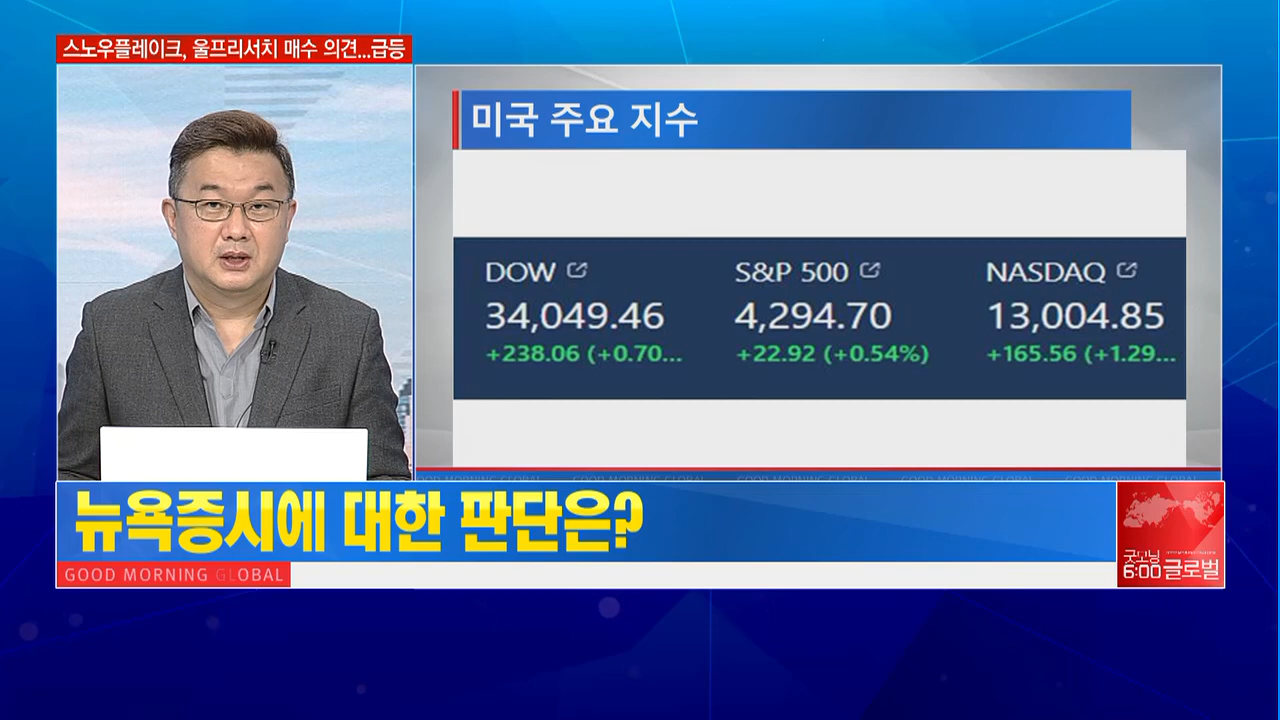 스노우플레이크, 울프리서치 매수 의견...급등
미국 주요 지수
DOW
34,049.46
+238.06 (+0.70...
S&P 500
4,294.70
+22.92 (+0.54%)
NASDAQ
13,004.85
+165.56 (+1.29...
뉴욕증시에 대한 판단은?
GOOD MORNING GLOBAL
굿모닝
6:00 글로벌